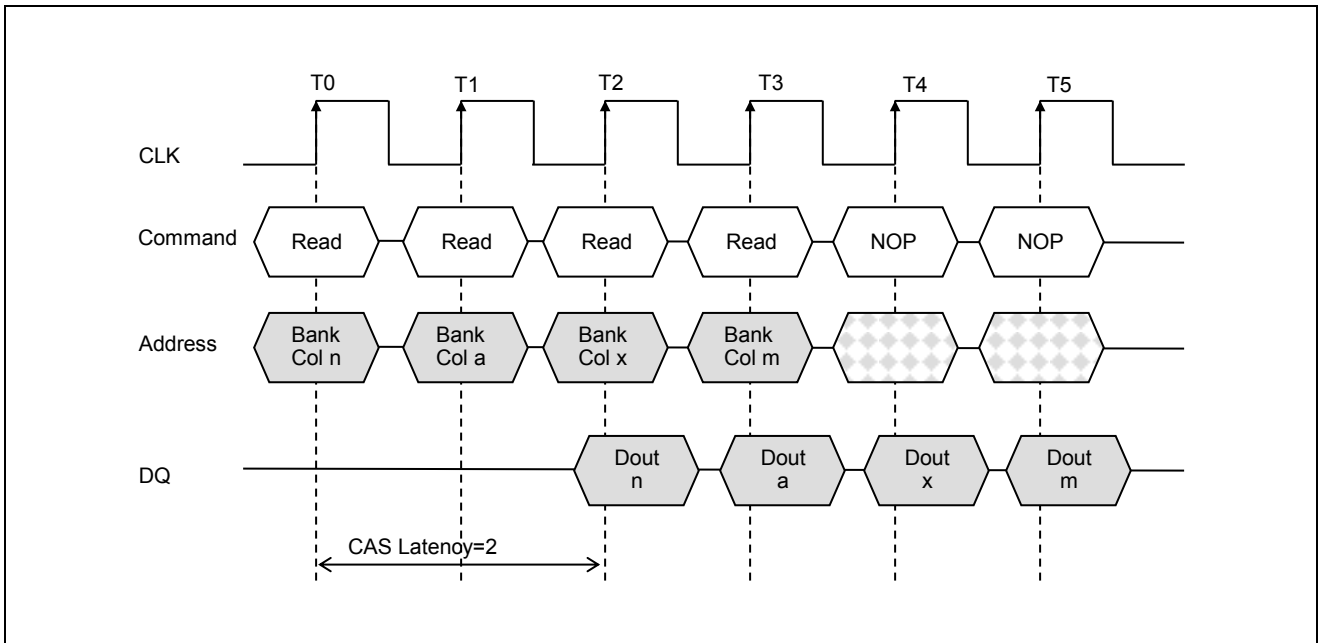 T0 T1 T2 T3 T4 T5
CLK
Command Read Read Read Read NOP NOP
Address
Bank
Col n
Bank
Col a
Bank
Col x
Bank
Col m
DQ
Dout
n
Dout
a
Dout
x
Dout
m
CAS Latenoy=2